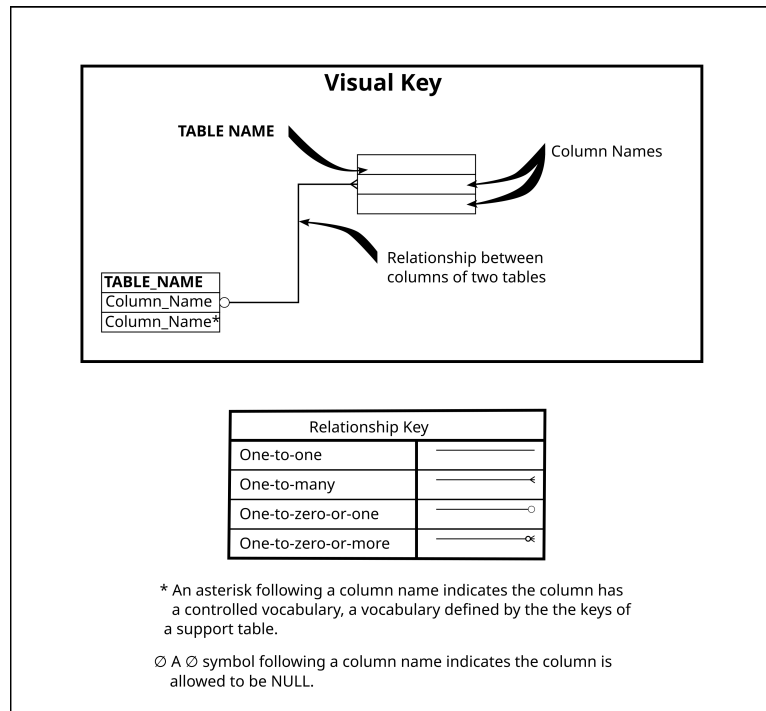 Visual Key
TABLE NAME
Column Names
Relationship between
columns of two tables
TABLE_NAME
Column_Name
Column_Name*
Relationship Key
One-to-one
One-to-many
One-to-zero-or-one
One-to-zero-or-more
* An asterisk following a column name indicates the column has
a controlled vocabulary, a vocabulary defined by the the keys of
a support table.
∅ A ∅ symbol following a column name indicates the column is
allowed to be NULL.